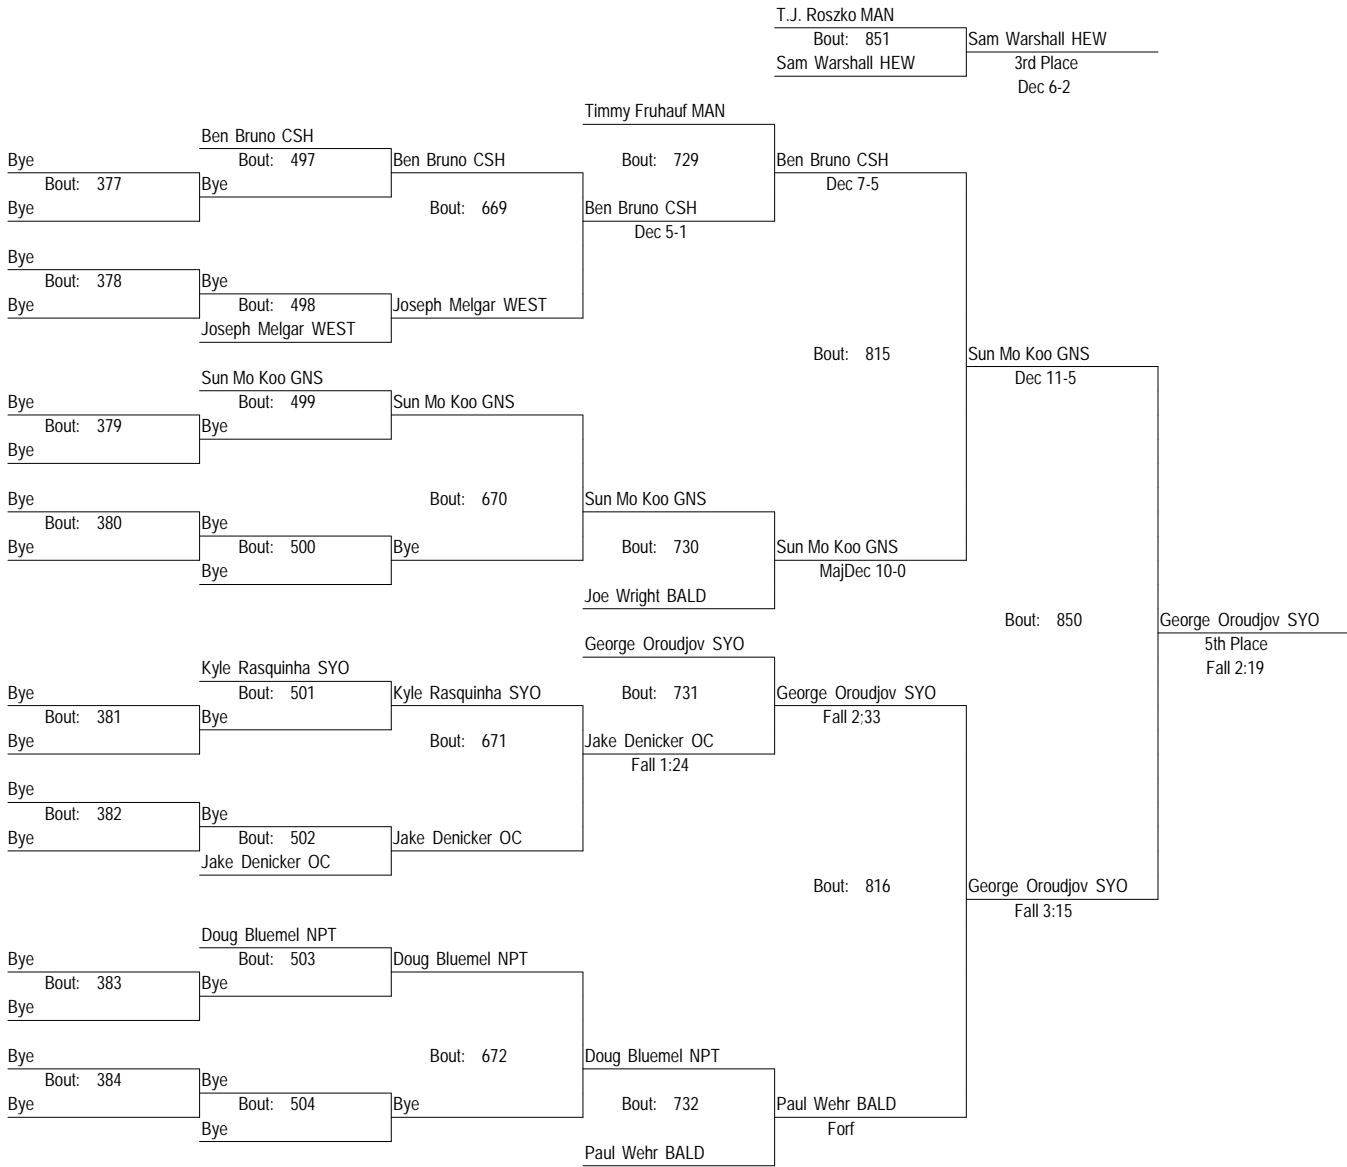 T.J. Roszko MAN
Bout: 851
Sam Warshall HEW
Sam Warshall HEW
3rd Place
Dec 6-2
Timmy Fruhauf MAN
Ben Bruno CSH
Bye
Bout: 497
Ben Bruno CSH
Bout: 729
Ben Bruno CSH
Bout: 377
Bye
Dec 7-5
Bye
Bout: 669
Ben Bruno CSH
Dec 5-1
Bye
Bout: 378
Bye
Bye
Bout: 498
Joseph Melgar WEST
Joseph Melgar WEST
Bout: 815
Sun Mo Koo GNS
Sun Mo Koo GNS
Dec 11-5
Bye
Bout: 499
Sun Mo Koo GNS
Bout: 379
Bye
Bye
Bye
Bout: 670
Sun Mo Koo GNS
Bout: 380
Bye
Bye
Bout: 500
Bye
Bout: 730
Sun Mo Koo GNS
Bye
MajDec 10-0
Joe Wright BALD
Bout: 850
George Oroudjov SYO
George Oroudjov SYO
5th Place
Kyle Rasquinha SYO
Fall 2:19
Bye
Bout: 501
Kyle Rasquinha SYO
Bout: 731
George Oroudjov SYO
Bout: 381
Bye
Fall 2;33
Bye
Bout: 671
Jake Denicker OC
Fall 1:24
Bye
Bout: 382
Bye
Bye
Bout: 502
Jake Denicker OC
Jake Denicker OC
Bout: 816
George Oroudjov SYO
Fall 3:15
Doug Bluemel NPT
Bye
Bout: 503
Doug Bluemel NPT
Bout: 383
Bye
Bye
Bye
Bout: 672
Doug Bluemel NPT
Bout: 384
Bye
Bye
Bout: 504
Bye
Bout: 732
Paul Wehr BALD
Bye
Forf
Paul Wehr BALD